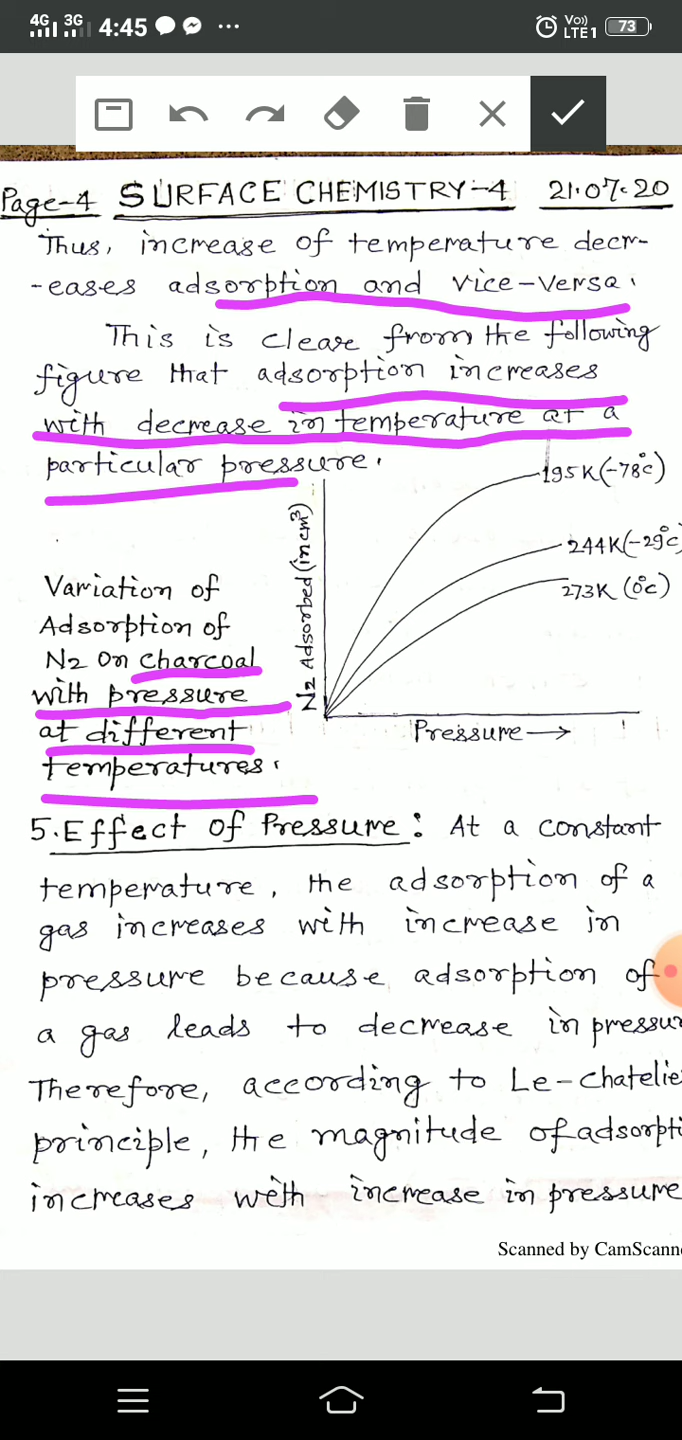 4G 3G 4:45 ... Vo)) LTE1 73
Page-4 SURFACE CHEMISTRY-4 21.07.20
Thus, increase of temperature decr-
-eases adsorption and vice-versa.
This is clear from the following
figure that adsorption increases
with decrease in temperature at a
particular pressure.
195K(-78°C)
244K(-29°C)
273K (0°C)
N2 Adsorbed (in cm³)
Pressure→
Variation of
Adsorption of
N2 on charcoal
with pressure
at different
temperatures.
5. Effect of Pressure: At a constant
temperature, the adsorption of a
gas increases with increase in
pressure because adsorption of
a gas leads to decrease in pressu
Therefore, according to Le-chatelie
principle, the magnitude of adsorpti
increases with increase in pressure
Scanned by CamScann